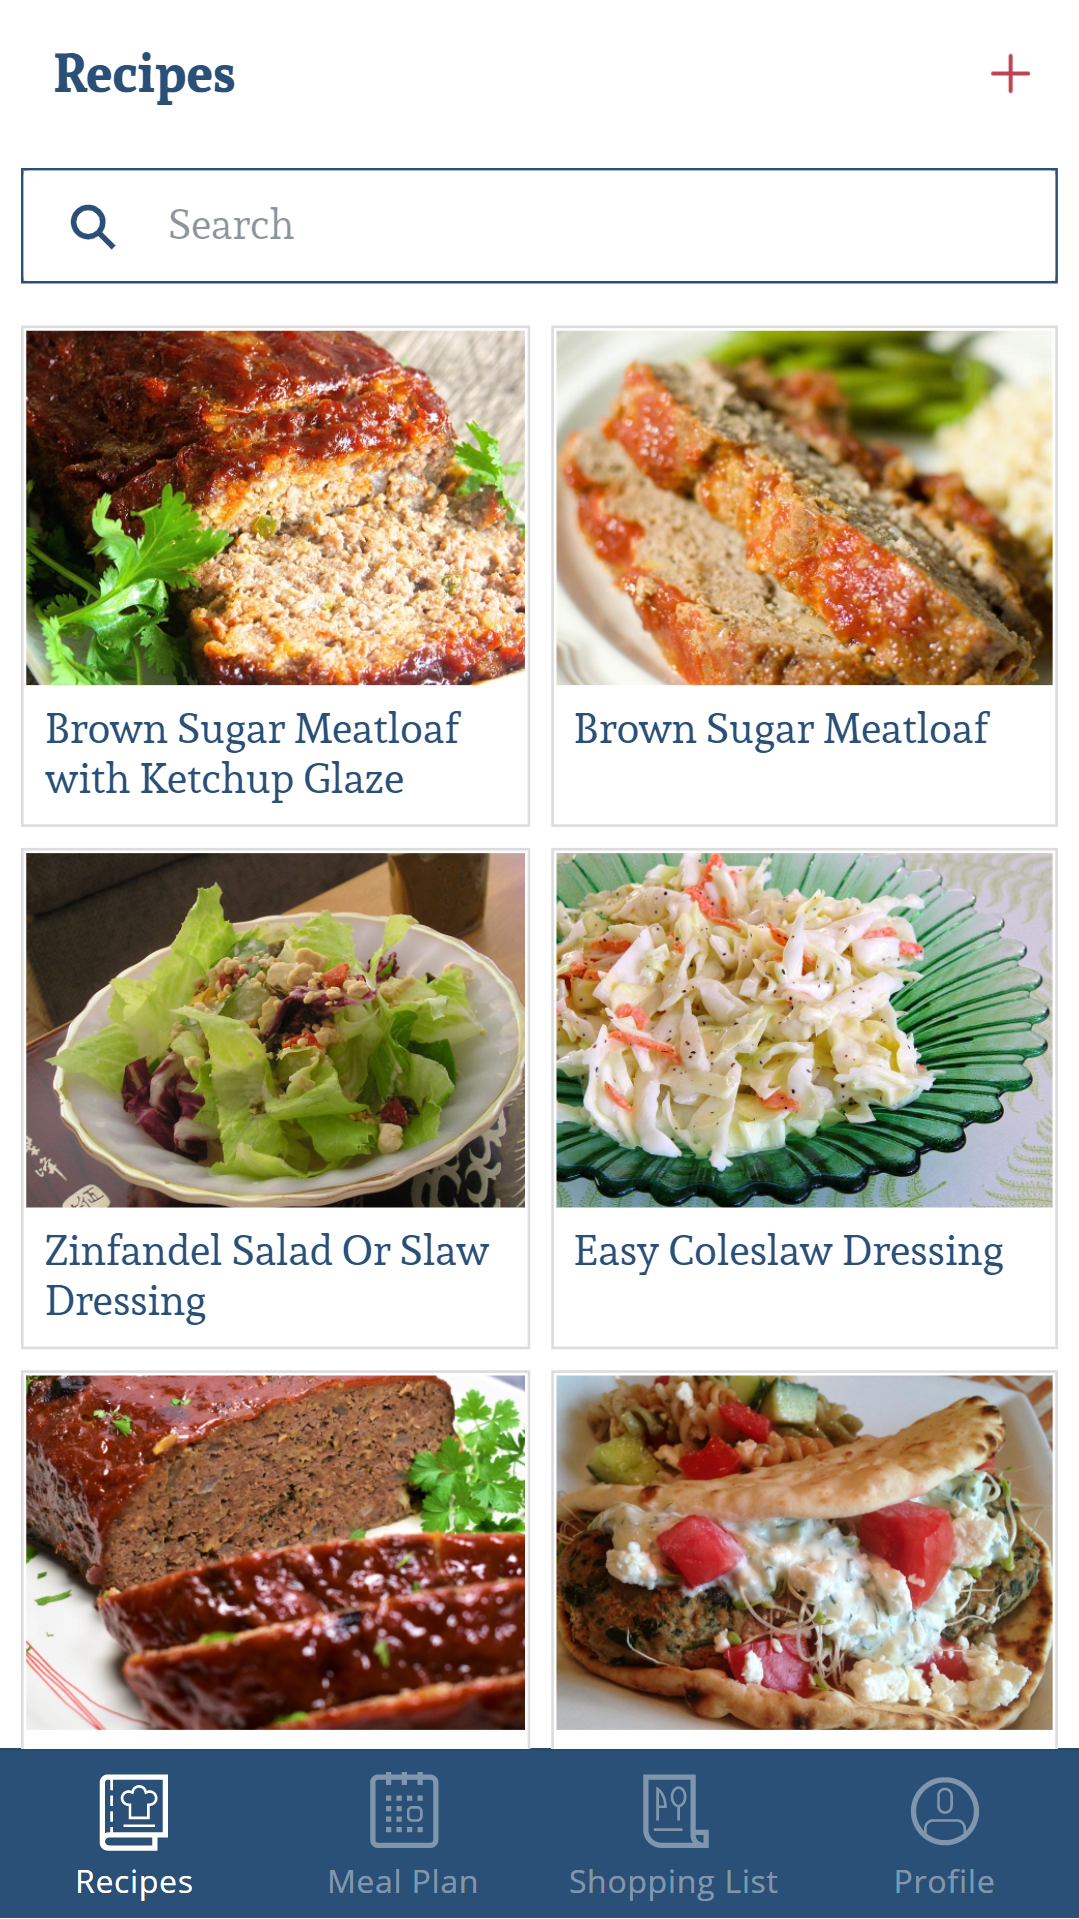 Recipes
Search
Brown Sugar Meatloaf
with Ketchup Glaze
Brown Sugar Meatloaf
Zinfandel Salad Or Slaw
Dressing
Easy Coleslaw Dressing
Recipes
Meal Plan
Shopping List
Profile